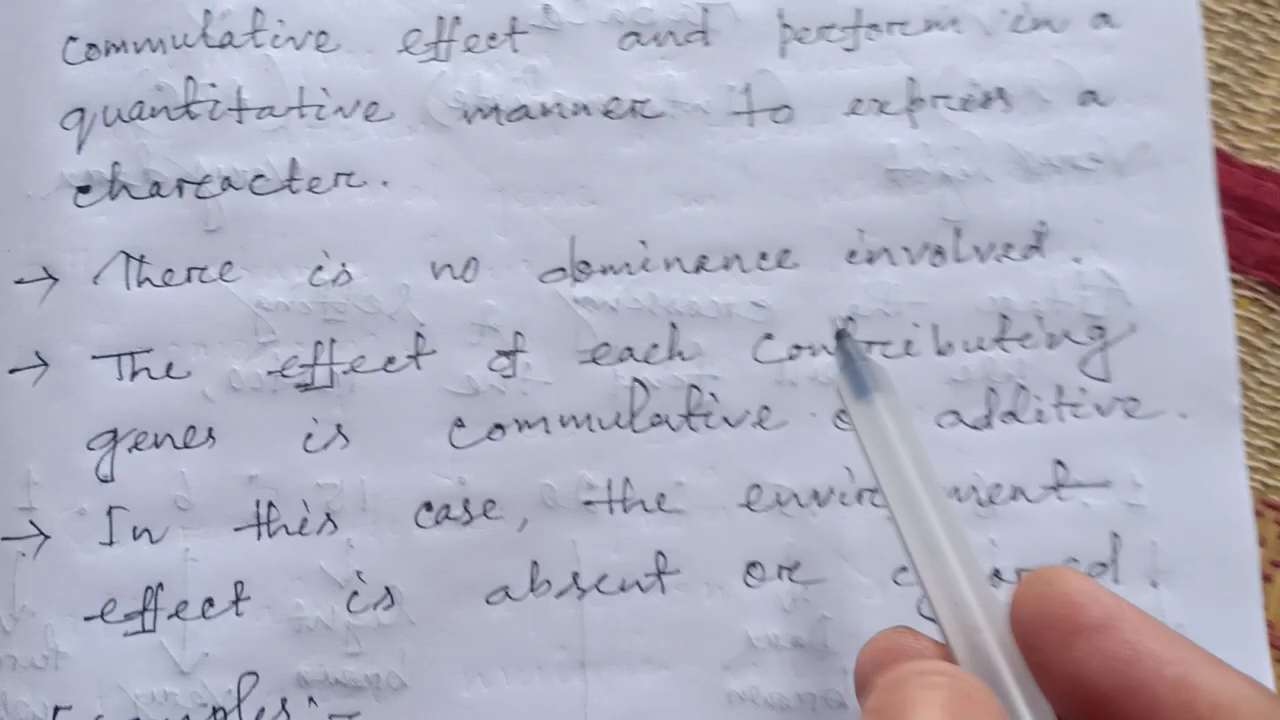 commulative effect and perform in a
quantitative manner to express a
character.
→ There is no dominance involved.
→ The effect of each contributing
genes is commulative additive.
→ In this case, the environment
effect is absent or